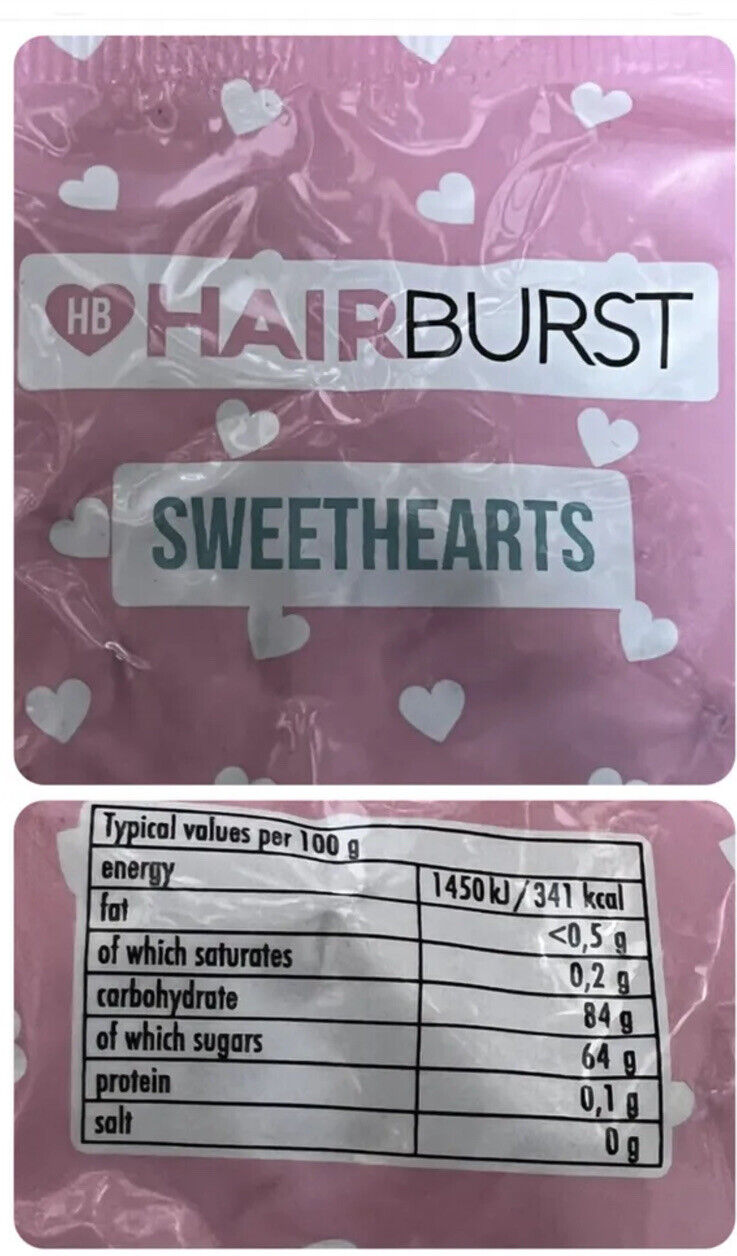 HB HAIRBURST
SWEETHEARTS
Typical values per 100 g
energy 1450 kJ / 341 kcal
fat <0,5 g
of which saturates 0,2 g
carbohydrate 84 g
of which sugars 64 g
protein 0,1 g
salt 0 g